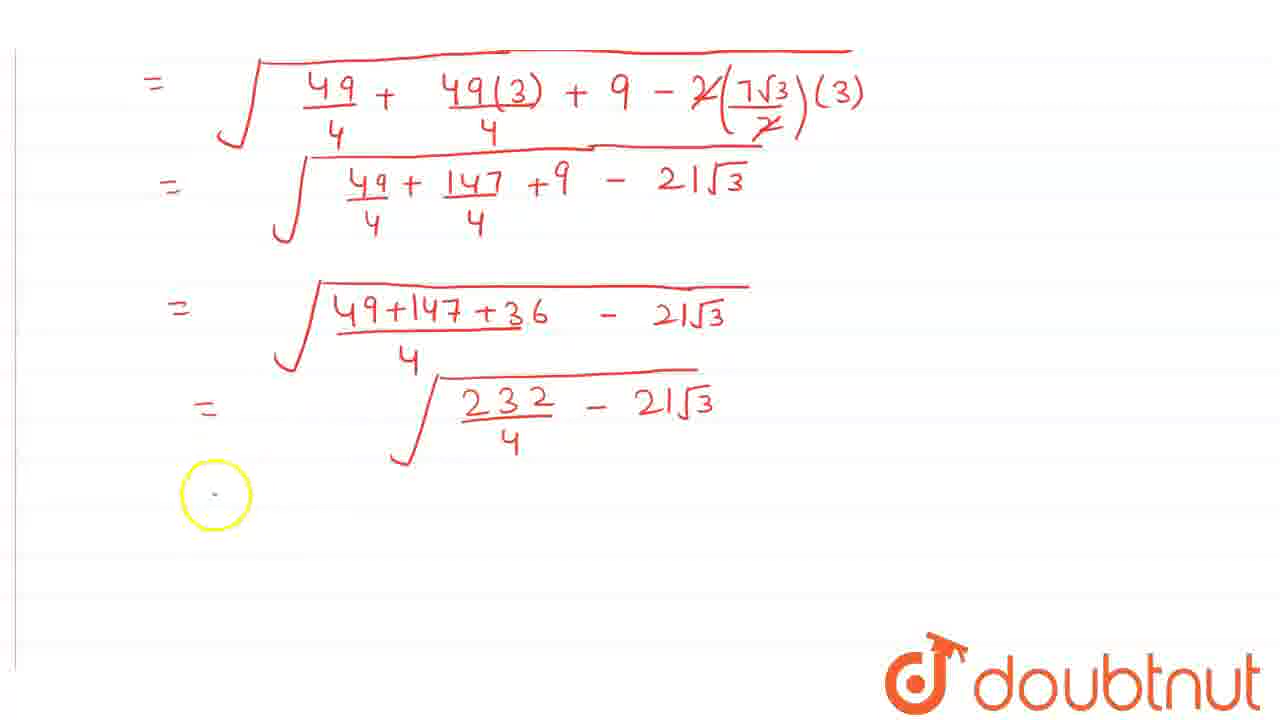 = √(49/4 + 49(3)/4 + 9 - 2(7√3/2)(3))
= √(49/4 + 147/4 + 9 - 21√3)
= √((49+147+36)/4 - 21√3)
= √(232/4 - 21√3)
doubtnut